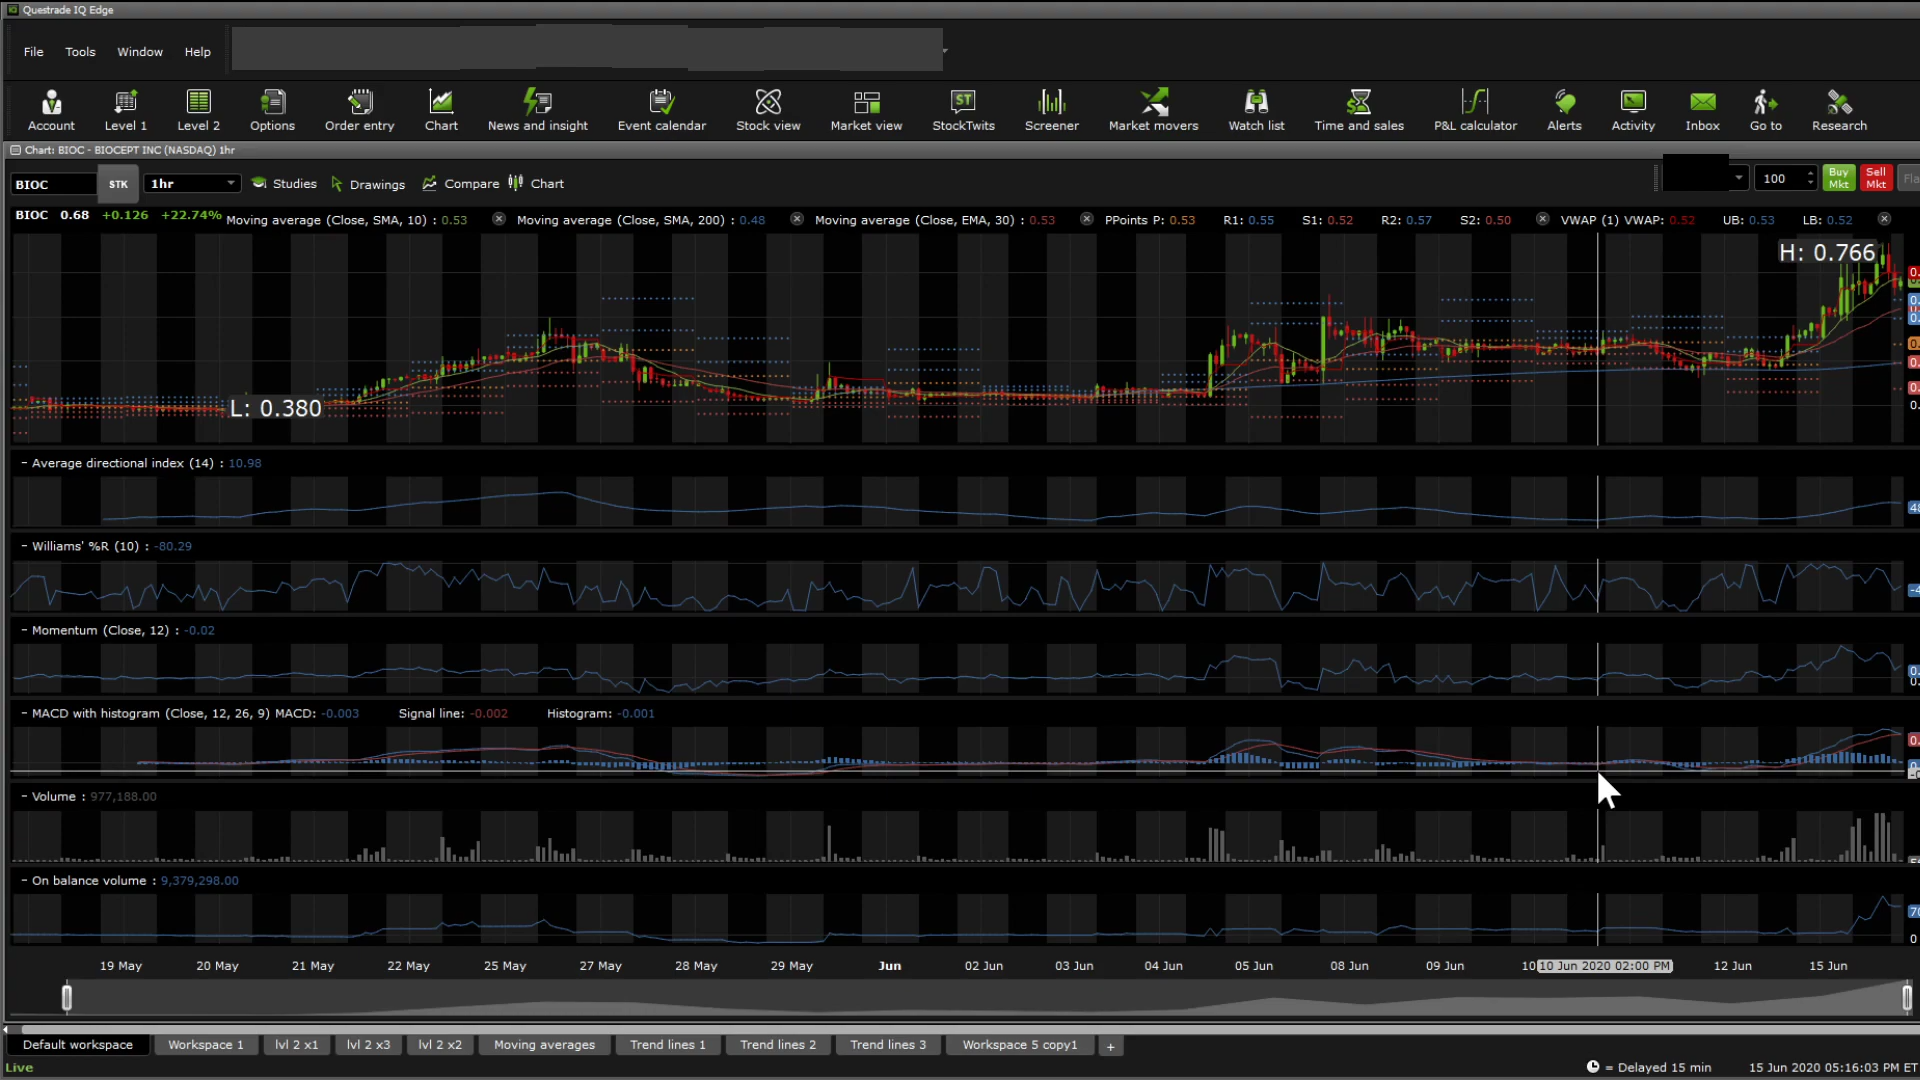 Questrade IQ Edge
File Tools Window Help
Account Level 1 Level 2 Options Order entry Chart News and insight Event calendar Stock view Market view StockTwits Screener Market movers Watch list Time and sales P&L calculator Alerts Activity Inbox Go to Research
Chart: BIOC - BIOCEPT INC (NASDAQ) 1hr
BIOC STK 1hr Studies Drawings Compare Chart 100 Buy Mkt Sell Mkt Fla
BIOC 0.68 +0.126 +22.74% Moving average (Close, SMA, 10) : 0.53 Moving average (Close, SMA, 200) : 0.48 Moving average (Close, EMA, 30) : 0.53 PPoints P: 0.53 R1: 0.55 S1: 0.52 R2: 0.57 S2: 0.50 VWAP (1) VWAP: 0.52 UB: 0.53 LB: 0.52
H: 0.766
L: 0.380
- Average directional index (14) : 10.98
- Williams' %R (10) : -80.29
- Momentum (Close, 12) : -0.02
- MACD with histogram (Close, 12, 26, 9) MACD: -0.003 Signal line: -0.002 Histogram: -0.001
- Volume : 977,188.00
- On balance volume : 9,379,298.00
19 May 20 May 21 May 22 May 25 May 27 May 28 May 29 May Jun 02 Jun 03 Jun 04 Jun 05 Jun 08 Jun 09 Jun 10 10 Jun 2020 02:00 PM 12 Jun 15 Jun
Default workspace Workspace 1 lvl 2 x1 lvl 2 x3 lvl 2 x2 Moving averages Trend lines 1 Trend lines 2 Trend lines 3 Workspace 5 copy1 +
Live = Delayed 15 min 15 Jun 2020 05:16:03 PM ET